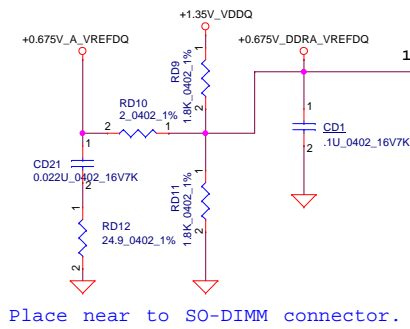 +1.35V_VDDQ
+0.675V_A_VREFDQ
+0.675V_DDRA_VREFDQ
1
1
RD9
1.8K_0402_1%
2
RD10
2_0402_1%
2
1
1
CD1
.1U_0402_16V7K
2
1
CD21
0.022U_0402_16V7K
2
1
RD11
1.8K_0402_1%
2
1
RD12
24.9_0402_1%
2
Place near to SO-DIMM connector.